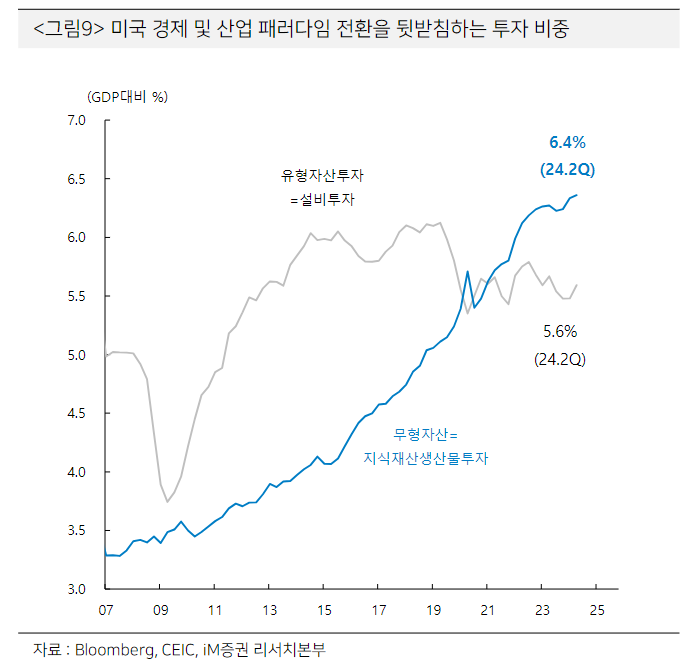 <그림9> 미국 경제 및 산업 패러다임 전환을 뒷받침하는 투자 비중
(GDP대비 %)
7.0
6.5
6.0
5.5
5.0
4.5
4.0
3.5
3.0
유형자산투자
=설비투자
6.4%
(24.2Q)
5.6%
(24.2Q)
무형자산=
지식재산생산물투자
07 09 11 13 15 17 19 21 23 25
자료 : Bloomberg, CEIC, iM증권 리서치본부